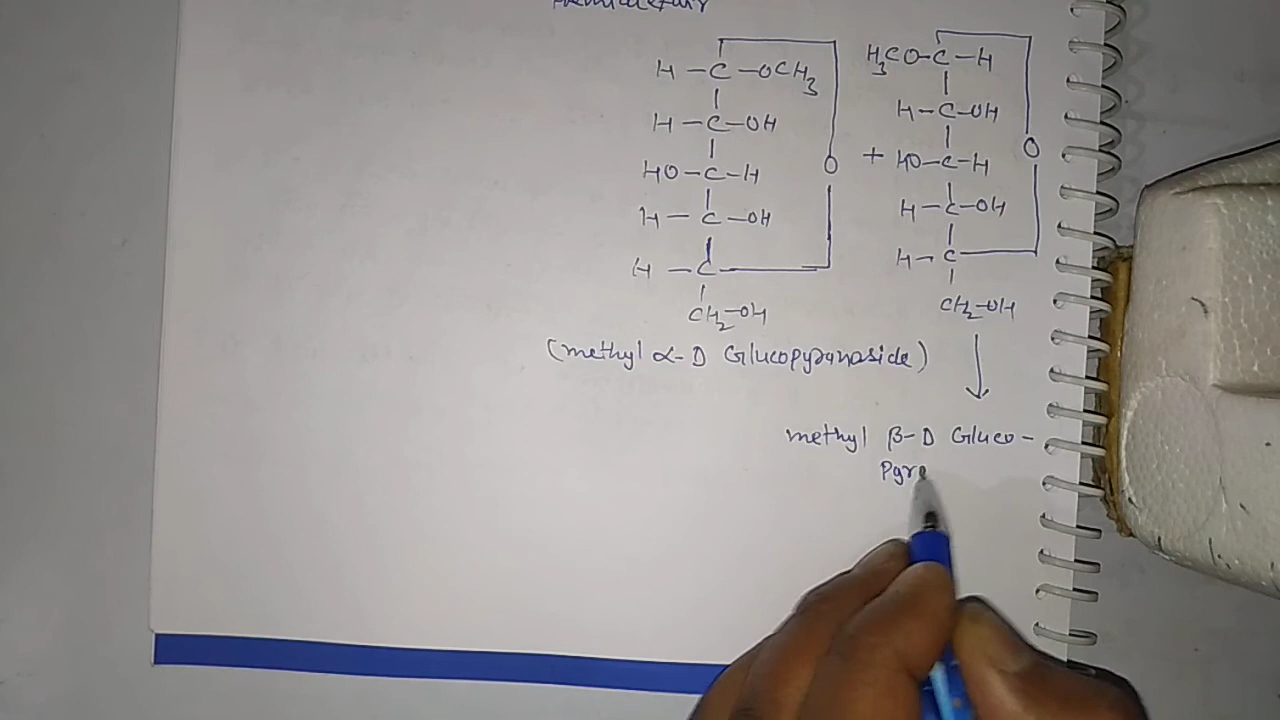 H – C – OCH3
H – C – OH
HO – C – H
H – C – OH
H – C
CH2-OH
O
(methyl α-D Glucopyranoside)
+
H3CO – C – H
H – C – OH
HO – C – H
H – C – OH
H – C
CH2-OH
O
methyl β-D Gluco-
Pyr